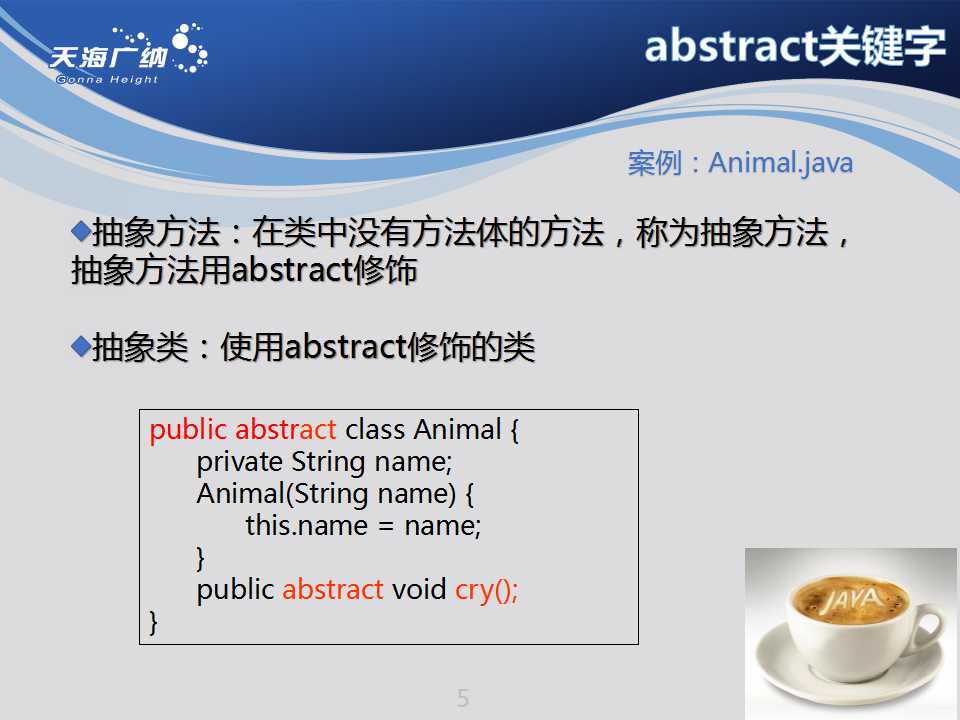 天海广纳
Gonna Height
abstract关键字
案例：Animal.java
抽象方法：在类中没有方法体的方法，称为抽象方法，
抽象方法用abstract修饰
抽象类：使用abstract修饰的类
public abstract class Animal {
private String name;
Animal(String name) {
this.name = name;
}
public abstract void cry();
}
JAVA
5